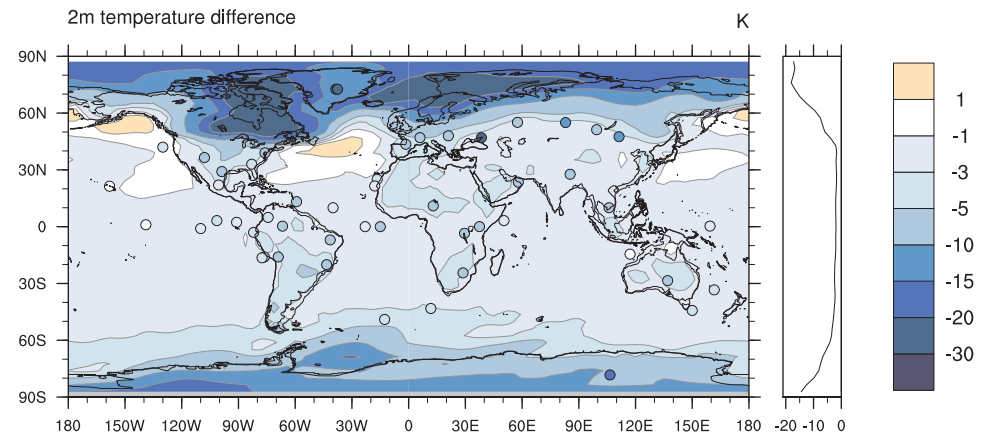 2m temperature difference K
90N
60N
30N
0
30S
60S
90S
180 150W 120W 90W 60W 30W 0 30E 60E 90E 120E 150E 180
-20 -10 0
1
-1
-3
-5
-10
-15
-20
-30